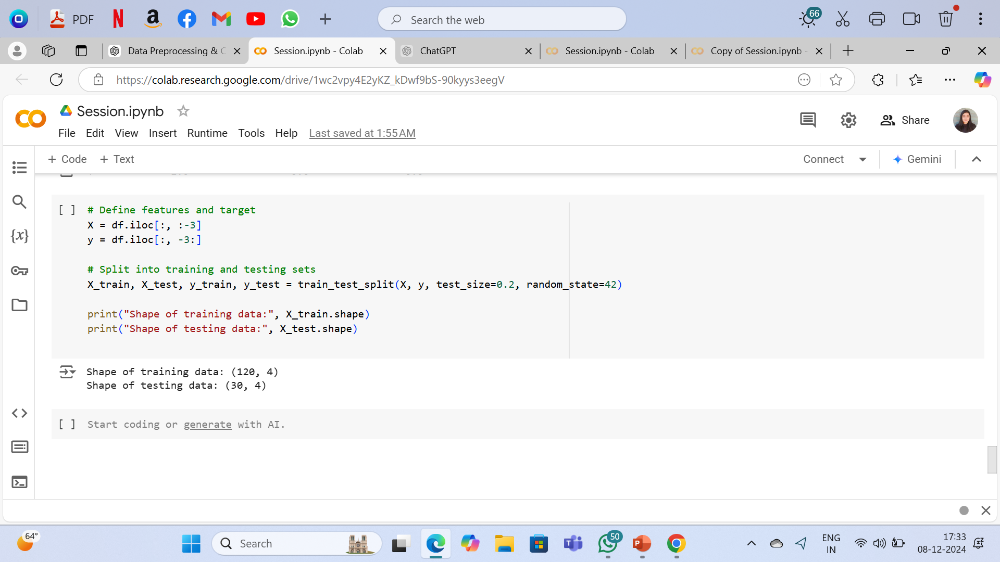 PDF
Search the web
66
Data Preprocessing & C
Session.ipynb - Colab
ChatGPT
Session.ipynb - Colab
Copy of Session.ipynb -
https://colab.research.google.com/drive/1wc2vpy4E2yKZ_kDwf9bS-90kyys3eegV
Session.ipynb
File Edit View Insert Runtime Tools Help Last saved at 1:55 AM
Share
+ Code + Text
Connect
Gemini
{x}
[ ] # Define features and target
X = df.iloc[:, :-3]
y = df.iloc[:, -3:]
# Split into training and testing sets
X_train, X_test, y_train, y_test = train_test_split(X, y, test_size=0.2, random_state=42)
print("Shape of training data:", X_train.shape)
print("Shape of testing data:", X_test.shape)
Shape of training data: (120, 4)
Shape of testing data: (30, 4)
[ ] Start coding or generate with AI.
64°
Search
50
ENG
IN
17:33
08-12-2024